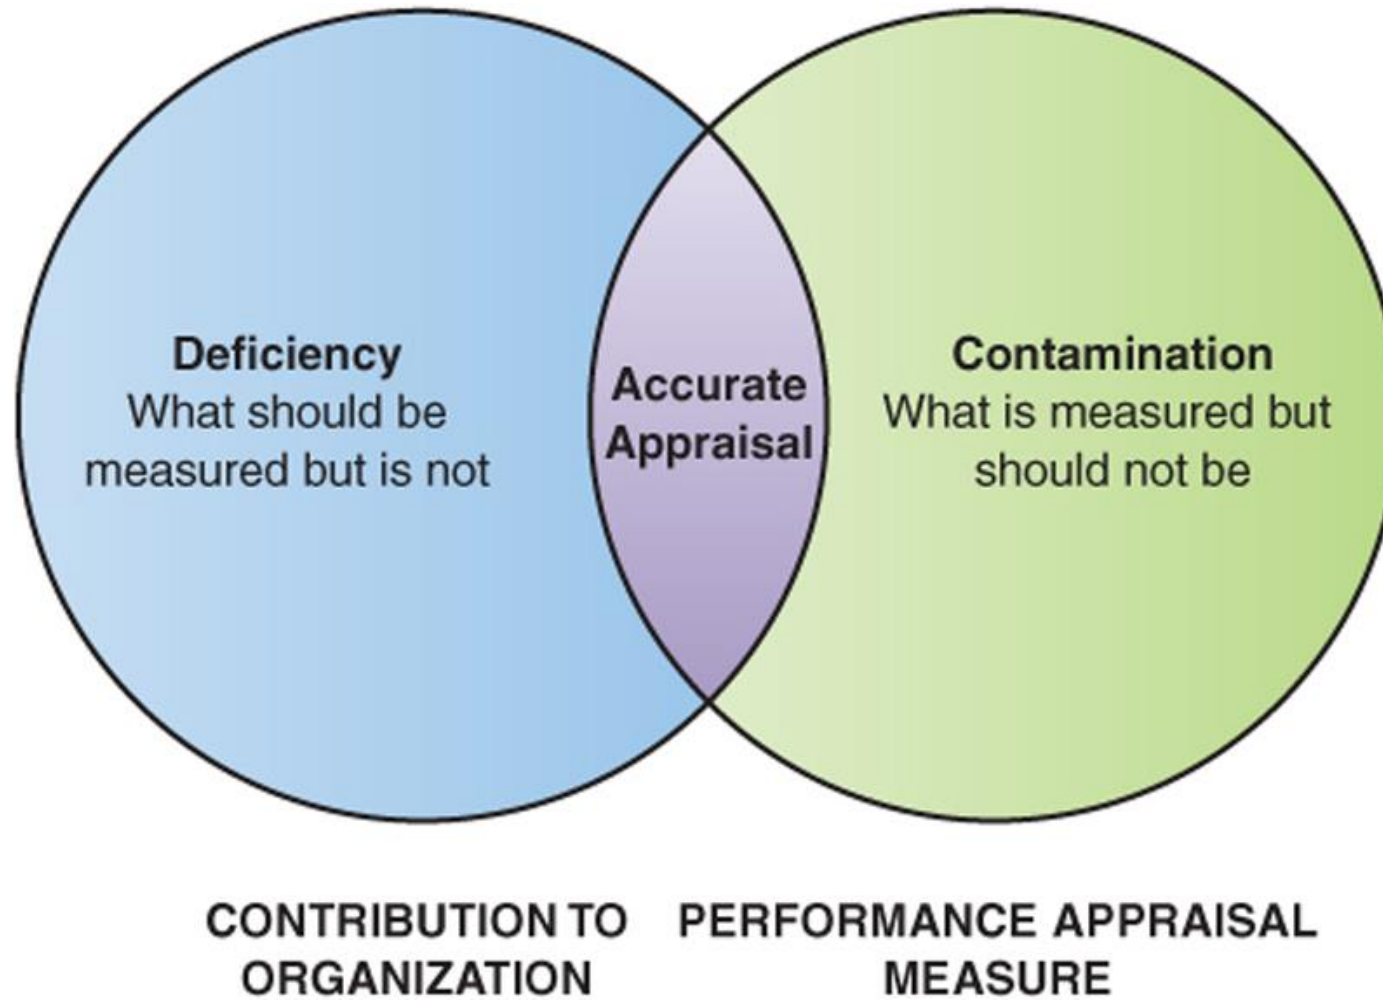 Deficiency
What should be
measured but is not
Accurate
Appraisal
Contamination
What is measured but
should not be
CONTRIBUTION TO
ORGANIZATION
PERFORMANCE APPRAISAL
MEASURE